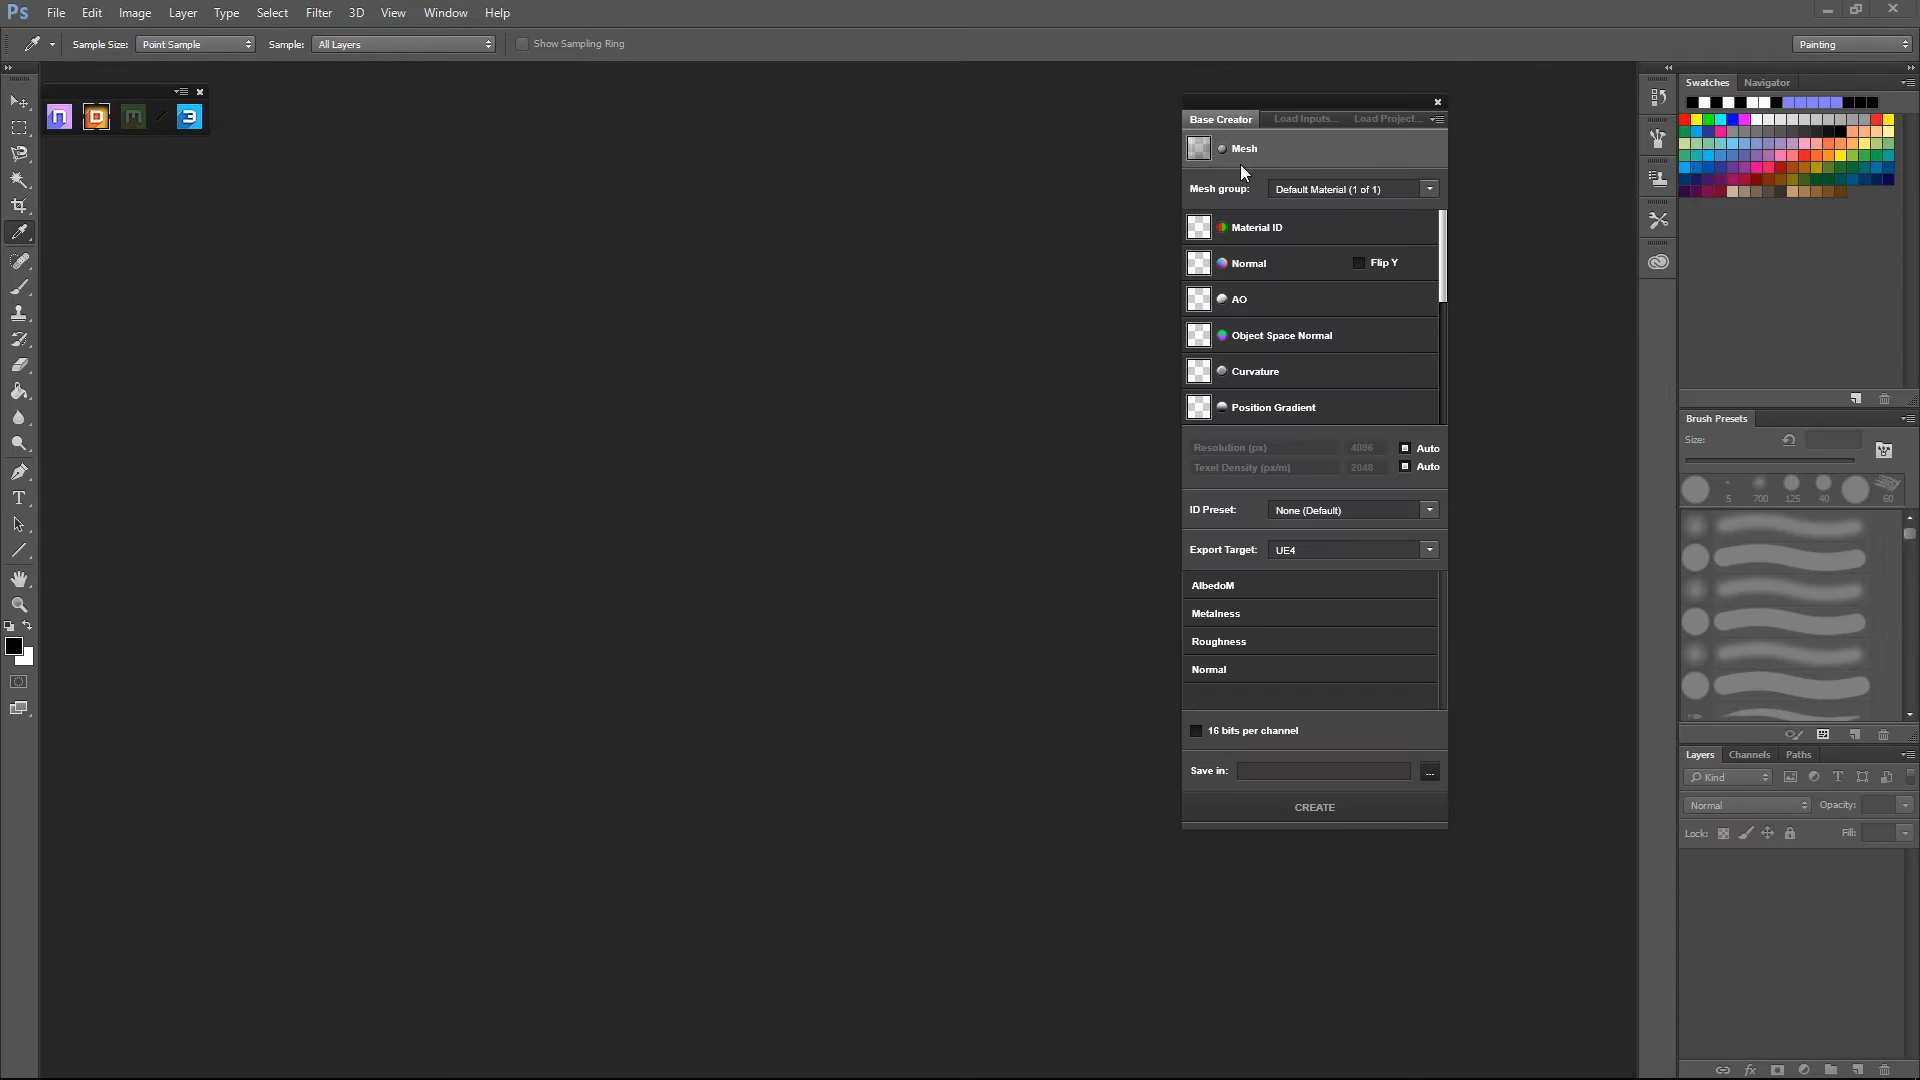 Ps File Edit Image Layer Type Select Filter 3D View Window Help
Sample Size: Point Sample Sample: All Layers Show Sampling Ring Painting
n D m 3
Swatches Navigator
Base Creator Load Inputs... Load Project...
Mesh
Mesh group: Default Material (1 of 1)
Material ID
Normal Flip Y
AO
Object Space Normal
Curvature
Position Gradient
Resolution (px) 4096 Auto
Texel Density (px/m) 2048 Auto
ID Preset: None (Default)
Export Target: UE4
AlbedoM
Metalness
Roughness
Normal
16 bits per channel
Save in: ...
CREATE
Brush Presets
Size:
5 700 125 40 60
Layers Channels Paths
Kind
Normal Opacity:
Lock: Fill: